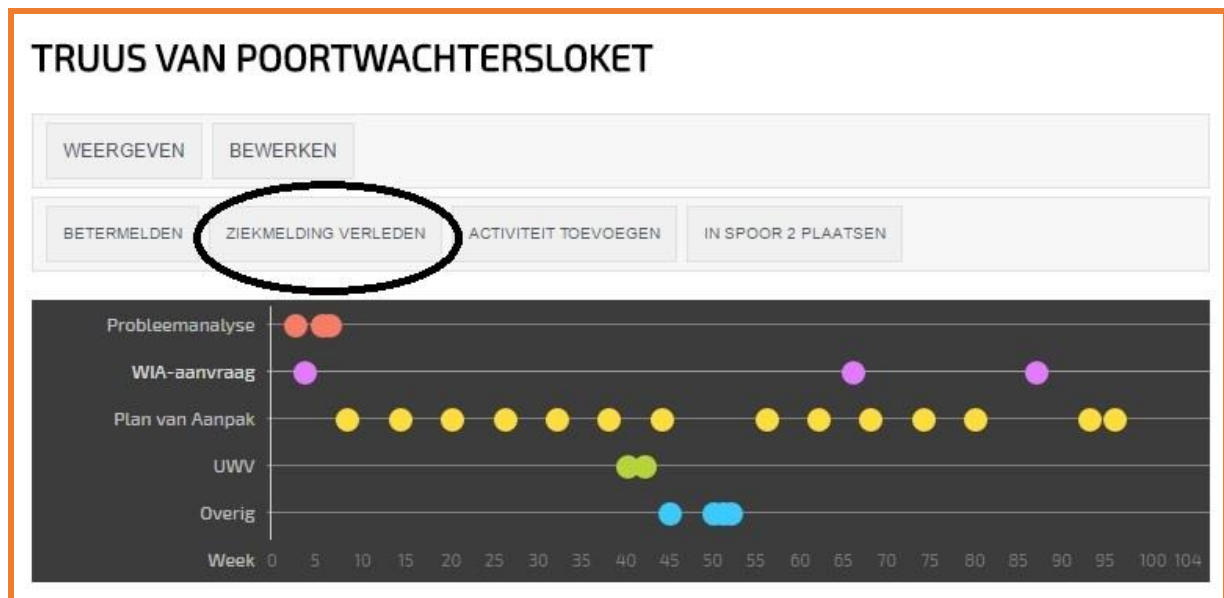 TRUUS VAN POORTWACHTERSLOKET
WEERGEVEN BEWERKEN
BETERMELDEN ZIEKMELDING VERLEDEN ACTIVITEIT TOEVOEGEN IN SPOOR 2 PLAATSEN
Probleemanalyse
WIA-aanvraag
Plan van Aanpak
UWV
Overig
Week 0 5 10 15 20 25 30 35 40 45 50 55 60 65 70 75 80 85 90 95 100 104